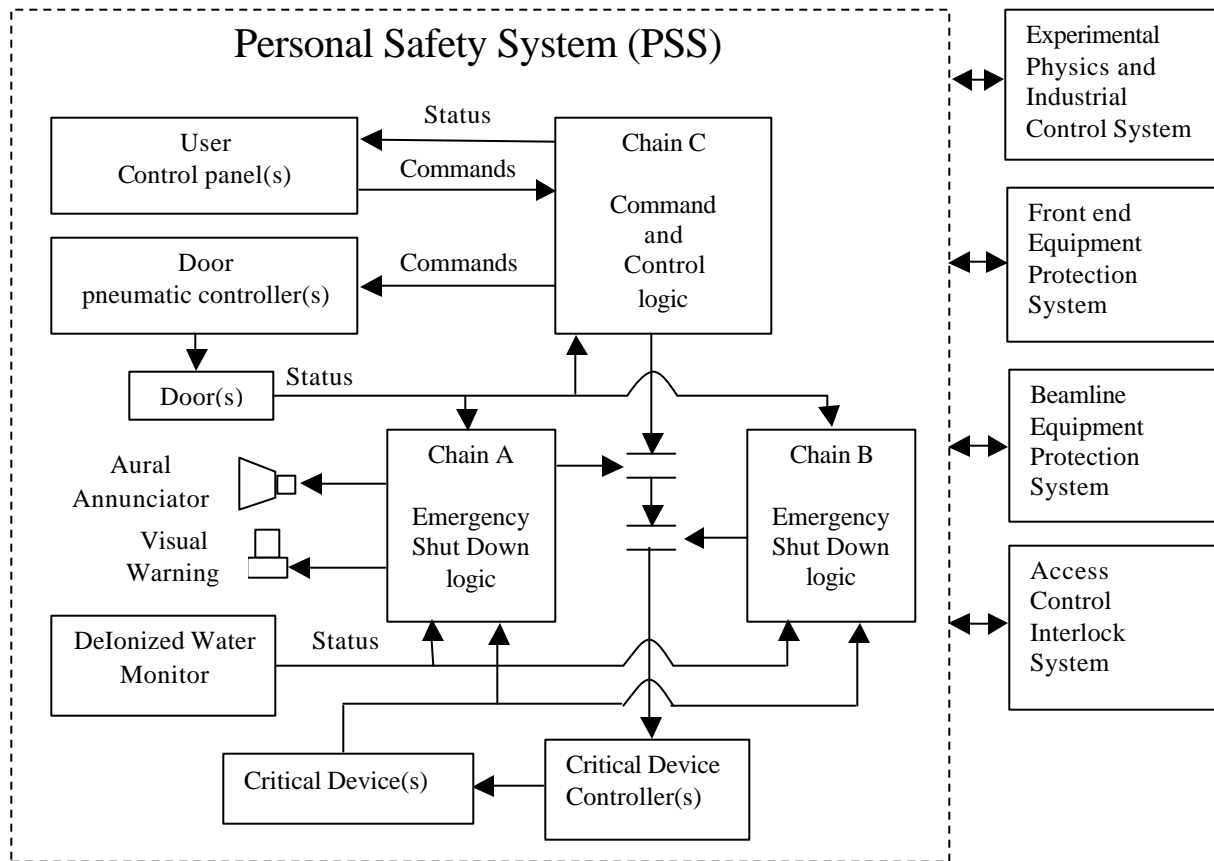 Personal Safety System (PSS)
User
Control panel(s)
Status
Commands
Chain C
Command
and
Control
logic
Door
pneumatic controller(s)
Commands
Door(s)
Status
Aural
Annunciator
Visual
Warning
Chain A
Emergency
Shut Down
logic
Chain B
Emergency
Shut Down
logic
DeIonized Water
Monitor
Status
Critical Device(s)
Critical Device
Controller(s)
Experimental
Physics and
Industrial
Control System
Front end
Equipment
Protection
System
Beamline
Equipment
Protection
System
Access
Control
Interlock
System